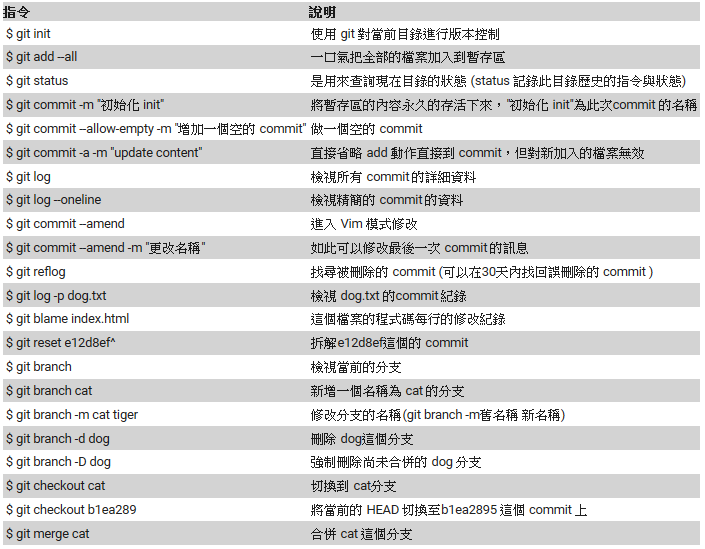 指令 說明
$ git init 使用 git 對當前目錄進行版本控制
$ git add --all 一口氣把全部的檔案加入到暫存區
$ git status 是用來查詢現在目錄的狀態 (status 記錄此目錄歷史的指令與狀態)
$ git commit -m "初始化 init" 將暫存區的內容永久的存活下來，"初始化 init"為此次commit 的名稱
$ git commit --allow-empty -m "增加一個空的 commit" 做一個空的 commit
$ git commit -a -m "update content" 直接省略 add 動作直接到 commit，但對新加入的檔案無效
$ git log 檢視所有 commit 的詳細資料
$ git log --oneline 檢視精簡的 commit 的資料
$ git commit --amend 進入 Vim 模式修改
$ git commit --amend -m "更改名稱" 如此可以修改最後一次 commit 的訊息
$ git reflog 找尋被刪除的 commit (可以在30天內找回誤刪除的 commit )
$ git log -p dog.txt 檢視 dog.txt 的commit 紀錄
$ git blame index.html 這個檔案的程式碼每行的修改紀錄
$ git reset e12d8ef^ 拆解e12d8ef這個的 commit
$ git branch 檢視當前的分支
$ git branch cat 新增一個名稱為 cat 的分支
$ git branch -m cat tiger 修改分支的名稱(git branch -m舊名稱 新名稱)
$ git branch -d dog 刪除 dog這個分支
$ git branch -D dog 強制刪除尚未合併的 dog 分支
$ git checkout cat 切換到 cat分支
$ git checkout b1ea289 將當前的 HEAD 切換至b1ea2895 這個 commit 上
$ git merge cat 合併 cat 這個分支